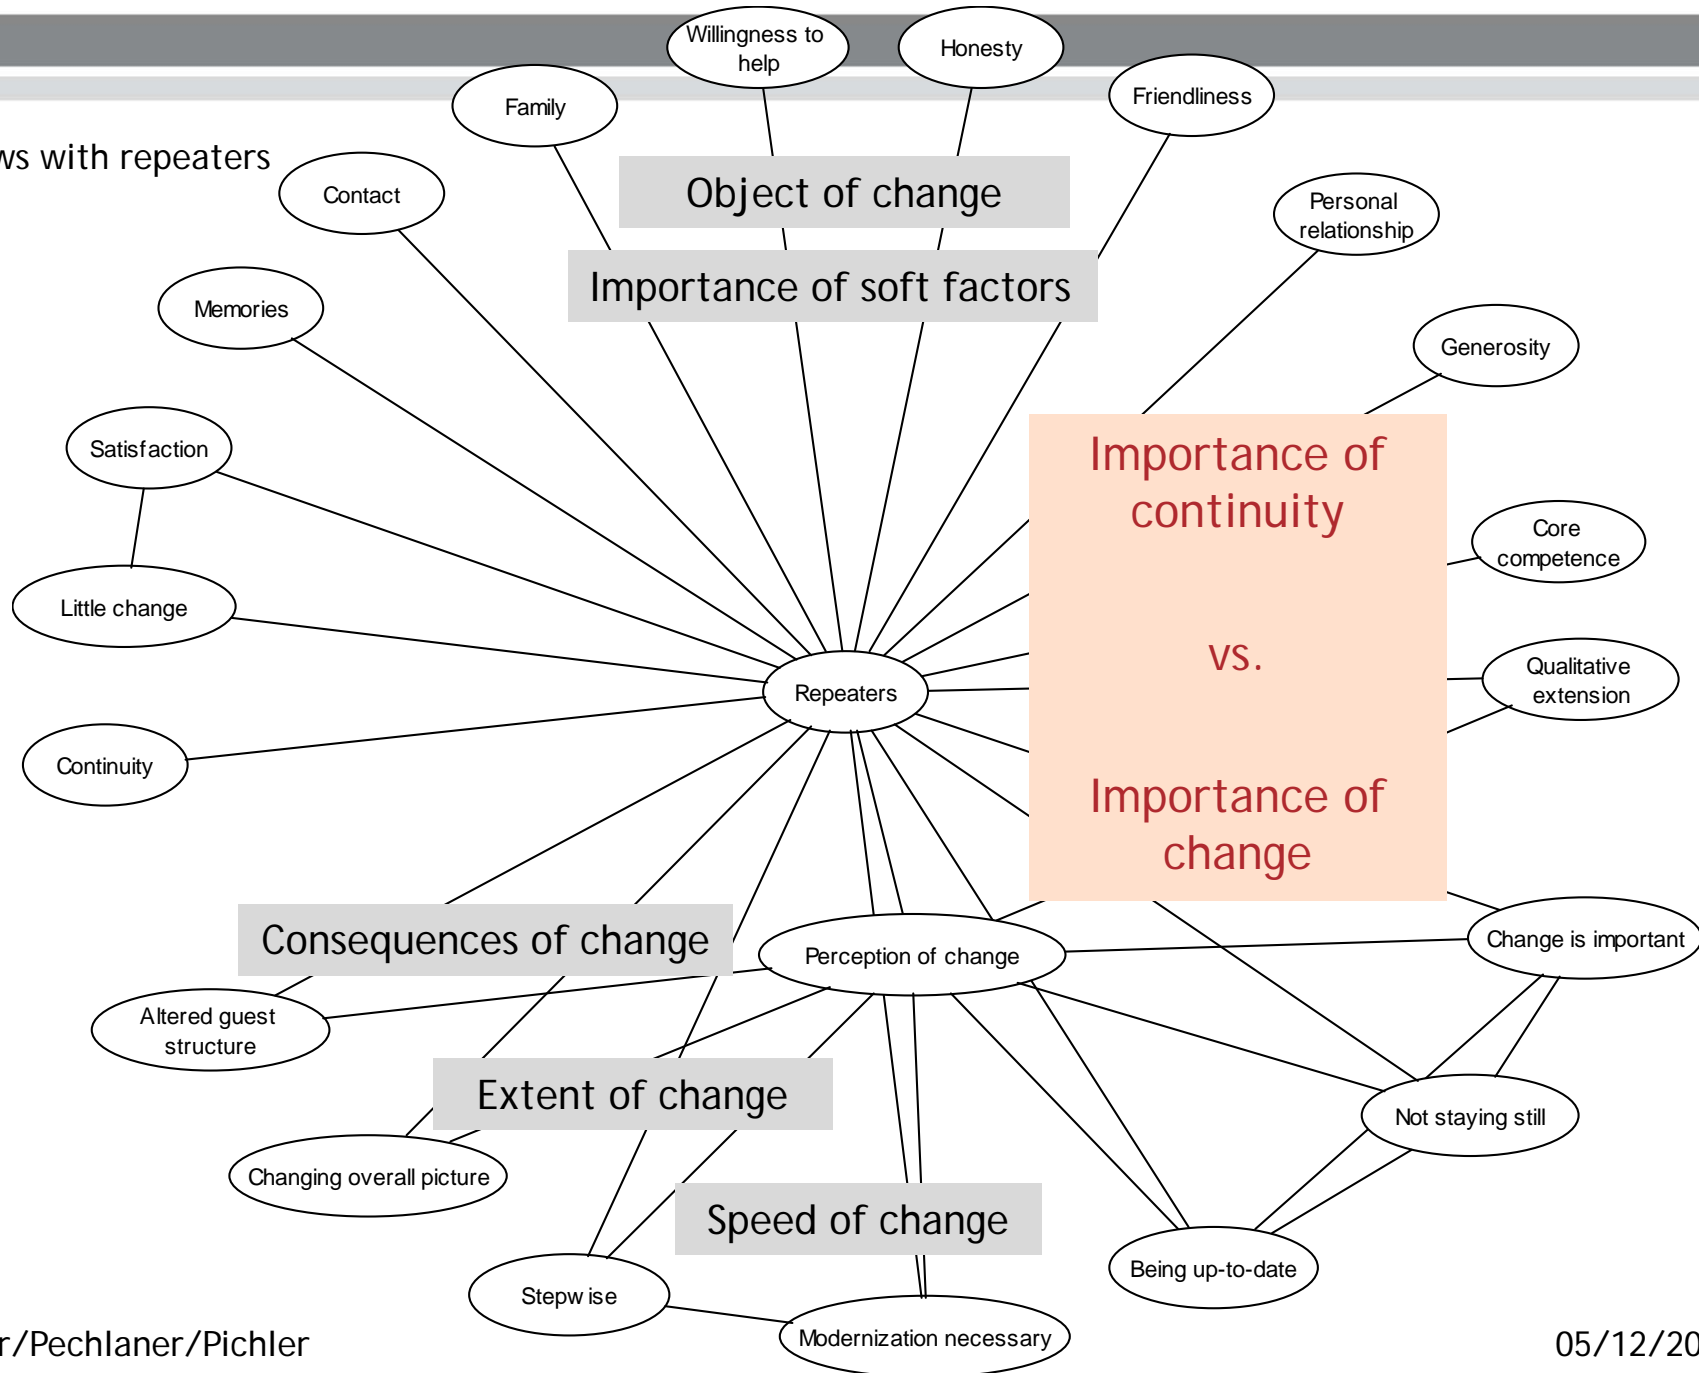 Willingness to
help
Honesty
Family
Friendliness
ws with repeaters
Contact
Object of change
Personal
relationship
Importance of soft factors
Memories
Generosity
Satisfaction
Importance of
continuity
vs.
Importance of
change
Core
competence
Little change
Repeaters
Qualitative
extension
Continuity
Consequences of change
Perception of change
Change is important
Altered guest
structure
Extent of change
Not staying still
Changing overall picture
Speed of change
Being up-to-date
Stepwise
Modernization necessary
r/Pechlaner/Pichler
05/12/20